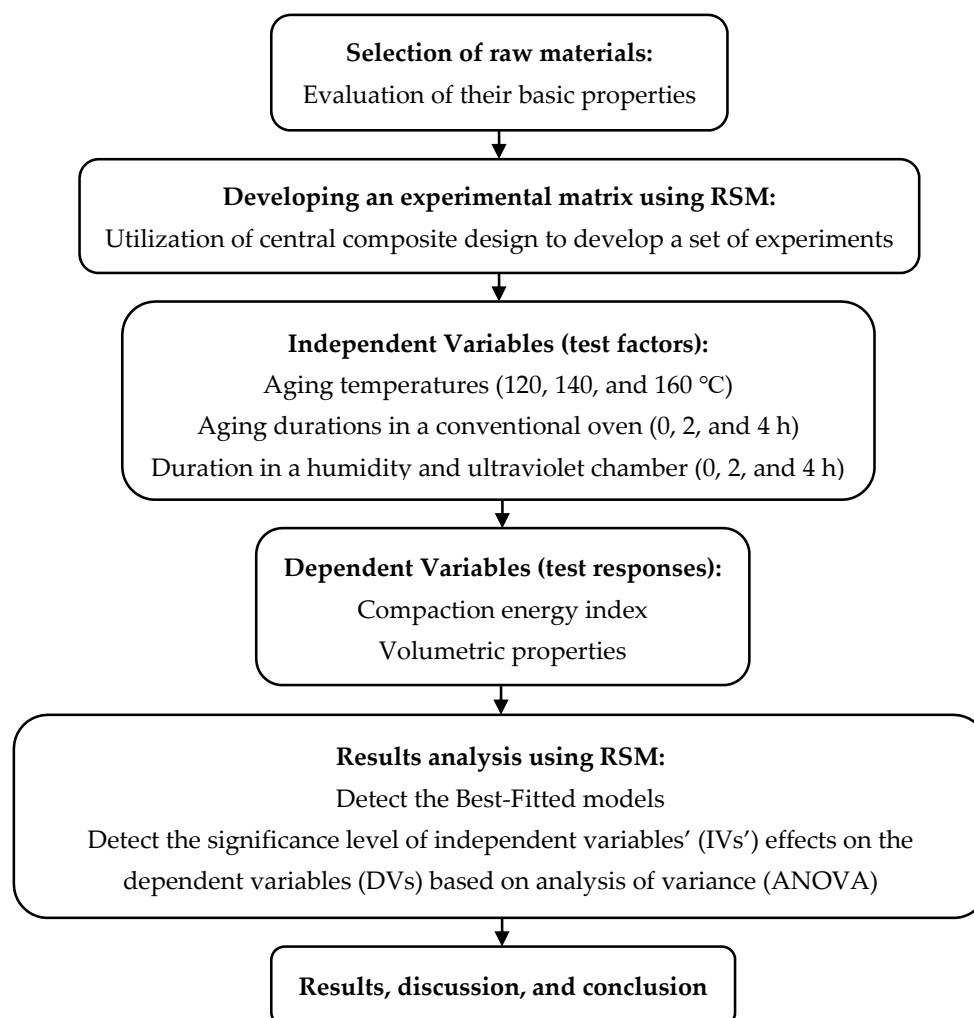 Selection of raw materials:
Evaluation of their basic properties
Developing an experimental matrix using RSM:
Utilization of central composite design to develop a set of experiments
Independent Variables (test factors):
Aging temperatures (120, 140, and 160 ℃)
Aging durations in a conventional oven (0, 2, and 4 h)
Duration in a humidity and ultraviolet chamber (0, 2, and 4 h)
Dependent Variables (test responses):
Compaction energy index
Volumetric properties
Results analysis using RSM:
Detect the Best-Fitted models
Detect the significance level of independent variables’ (IVs’) effects on the
dependent variables (DVs) based on analysis of variance (ANOVA)
Results, discussion, and conclusion